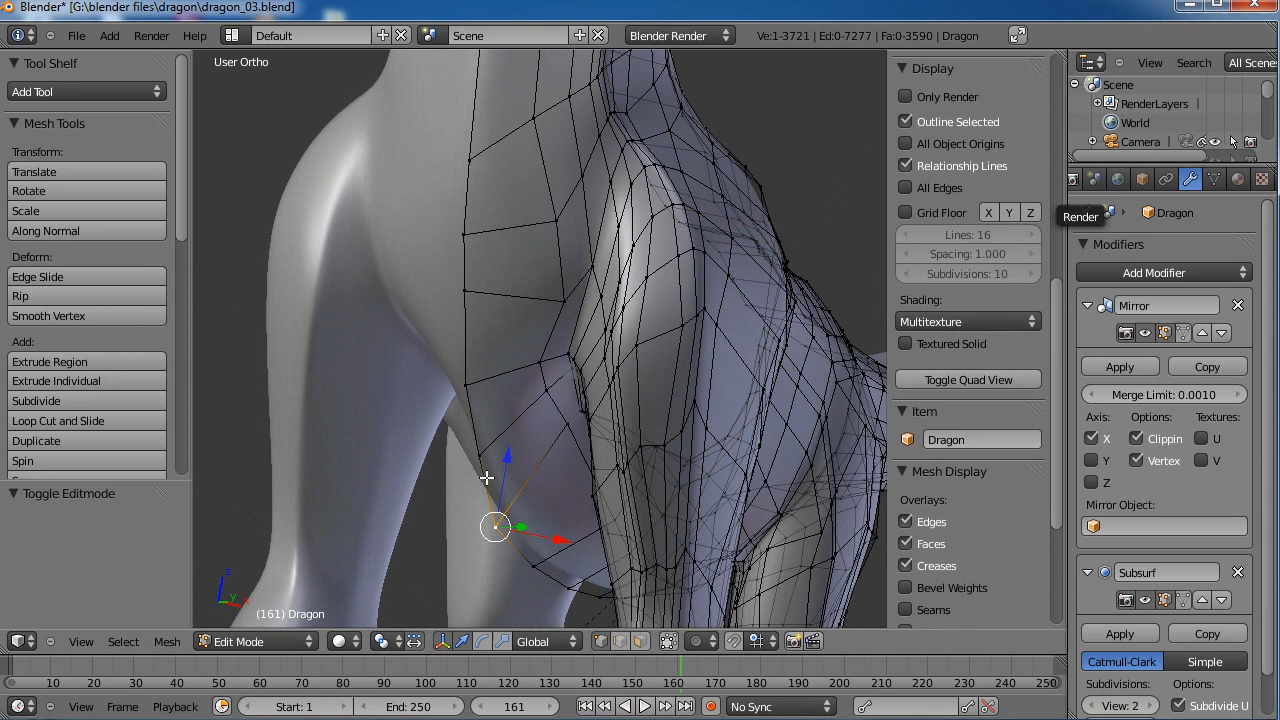 Blender* [G:\blender files\dragon\dragon_03.blend]
File Add Render Help Default Scene Blender Render Ve:1-3721 | Ed:0-7277 | Fa:0-3590 | Dragon
Tool Shelf
Add Tool
Mesh Tools
Transform:
Translate
Rotate
Scale
Along Normal
Deform:
Edge Slide
Rip
Smooth Vertex
Add:
Extrude Region
Extrude Individual
Subdivide
Loop Cut and Slide
Duplicate
Spin
Toggle Editmode
User Ortho
z
y
x
(161) Dragon
Display
Only Render
Outline Selected
All Object Origins
Relationship Lines
All Edges
Grid Floor X Y Z
Lines: 16
Spacing: 1.000
Subdivisions: 10
Shading:
Multitexture
Textured Solid
Toggle Quad View
Item
Dragon
Mesh Display
Overlays:
Edges
Faces
Creases
Bevel Weights
Seams
View Search All Scene
Scene
RenderLayers
World
Camera
Render
Dragon
Modifiers
Add Modifier
Mirror
Apply Copy
Merge Limit: 0.0010
Axis: Options: Textures:
X Clippin U
Y Vertex V
Z
Mirror Object:
Subsurf
Apply Copy
Catmull-Clark Simple
Subdivisions: Options:
View: 2 Subdivide U
View Select Mesh Edit Mode Global
10 20 30 40 50 60 70 80 90 100 110 120 130 140 150 160 170 180 190 200 210 220 230 240 250
View Frame Playback Start: 1 End: 250 161 No Sync